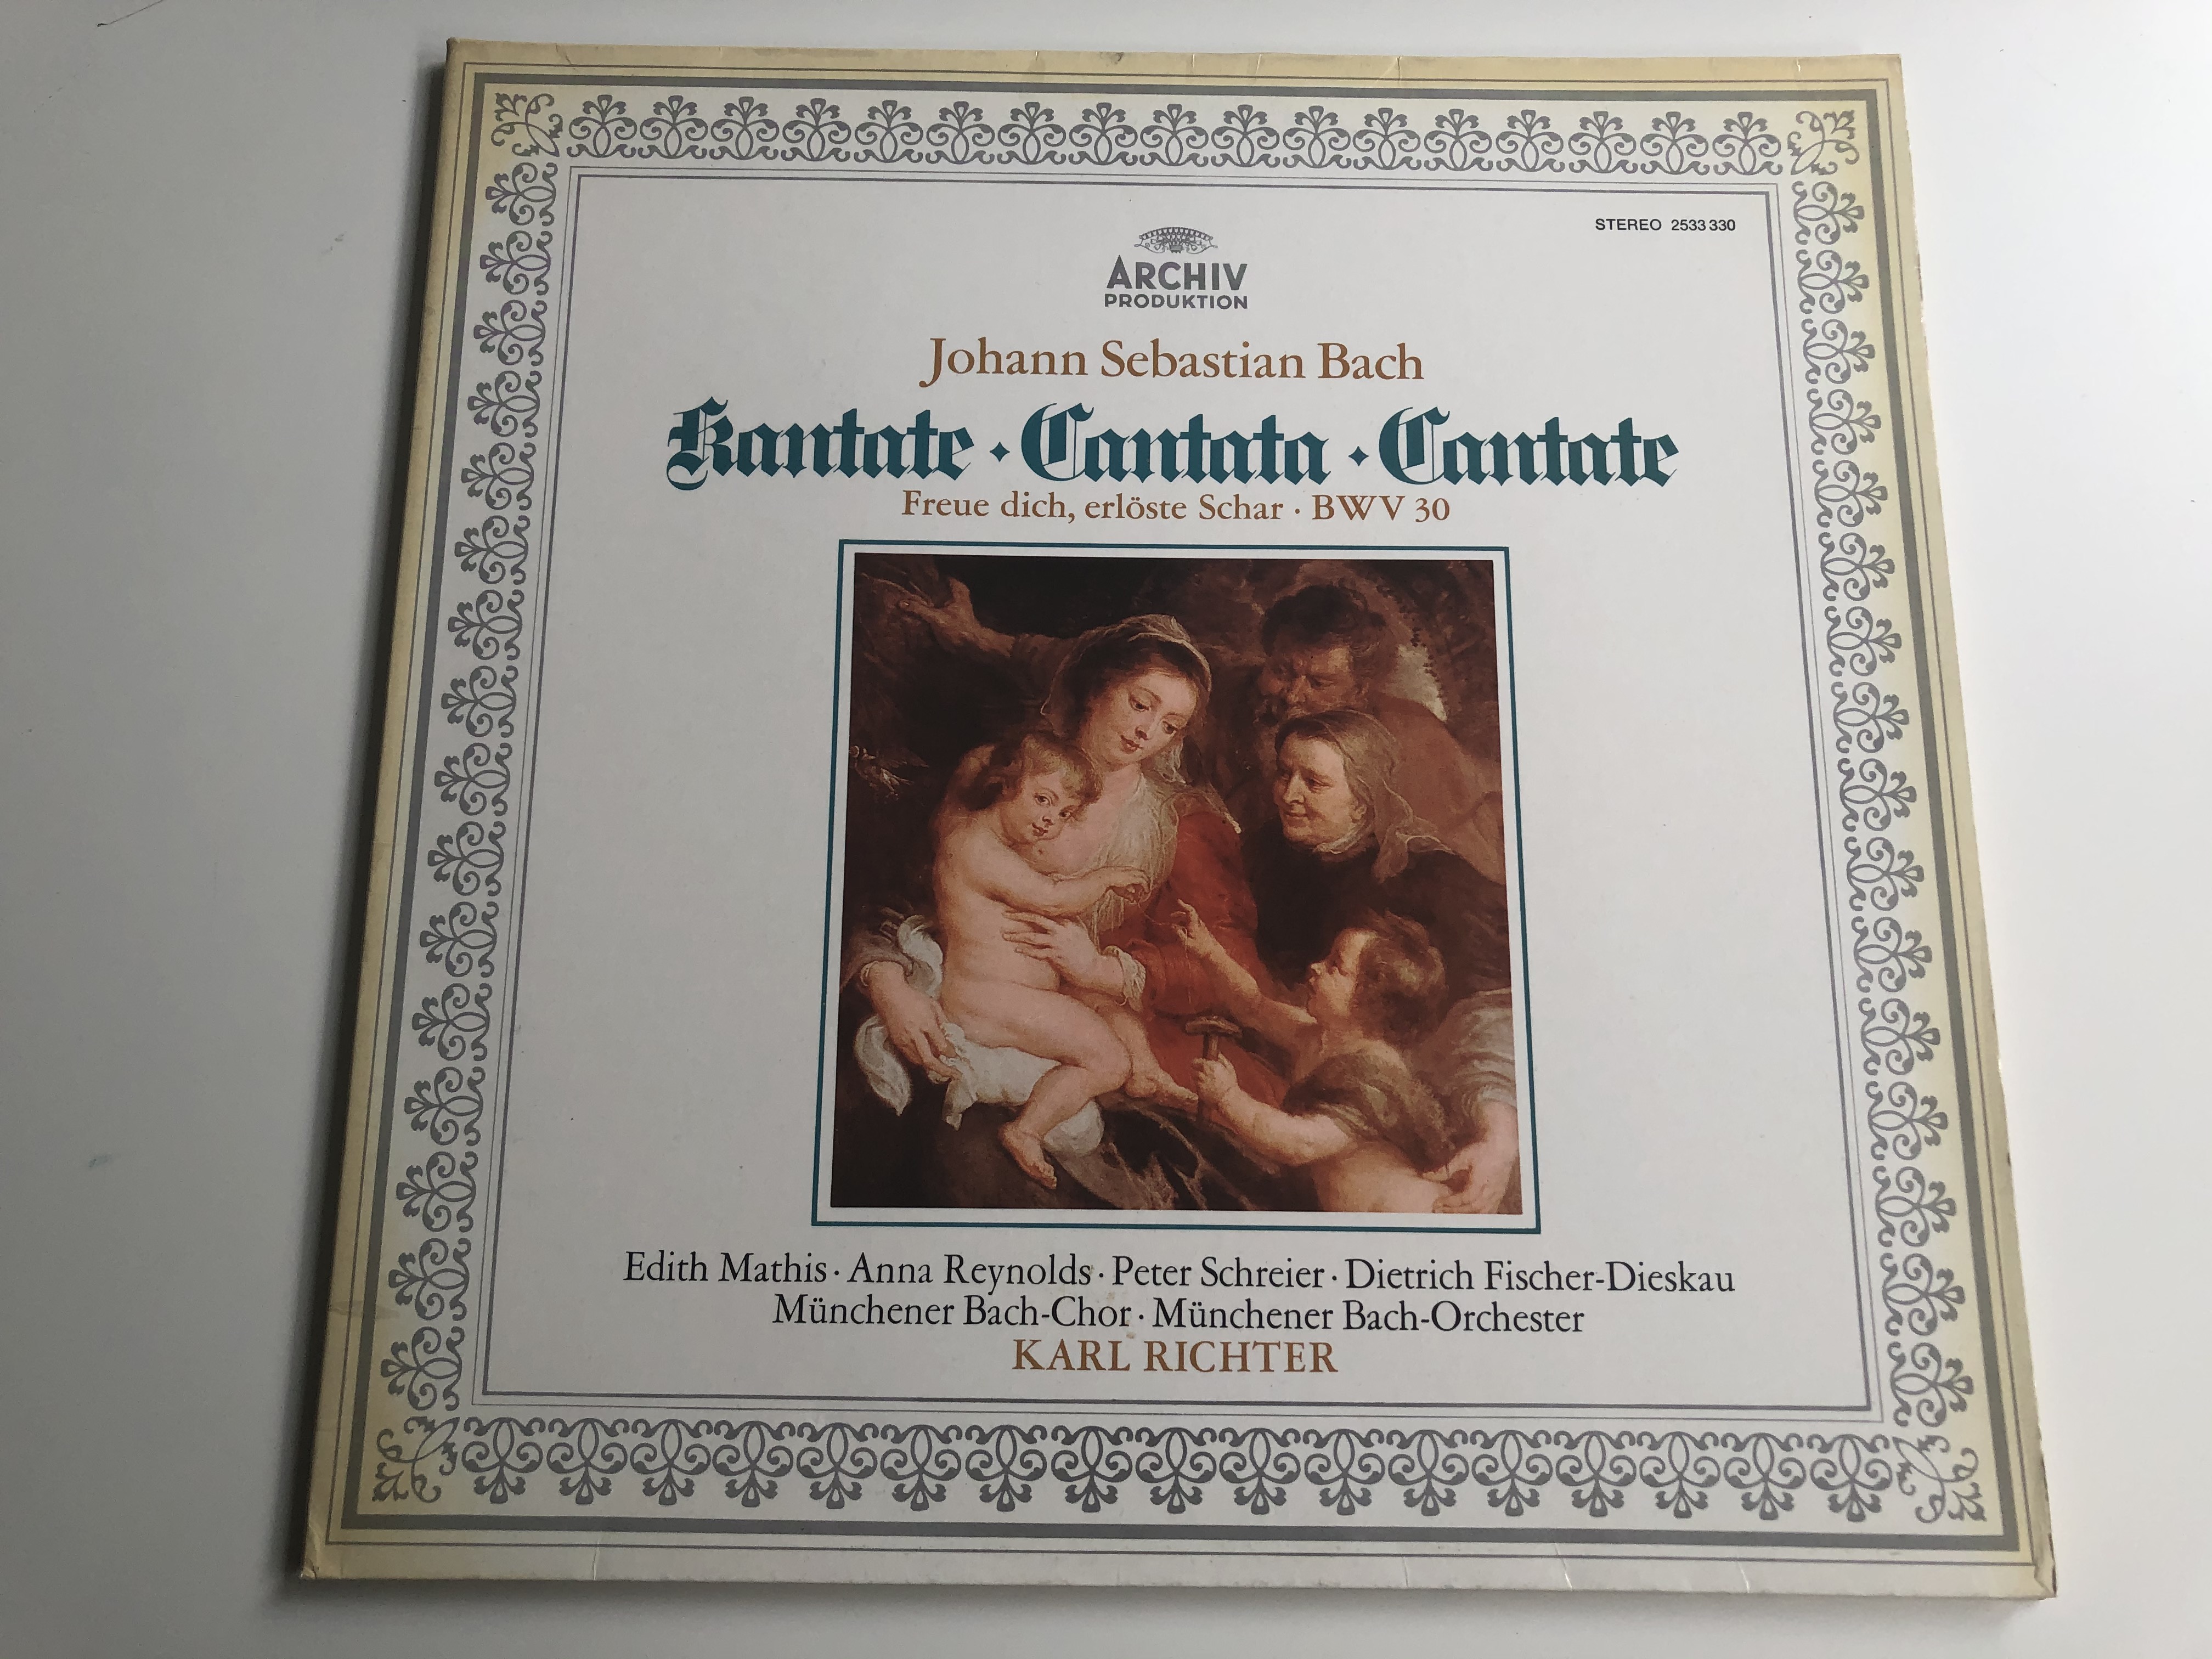 STEREO 2533 330
ARCHIV
PRODUKTION
Johann Sebastian Bach
Kantate · Cantata · Cantate
Freue dich, erlöste Schar · BWV 30
Edith Mathis · Anna Reynolds · Peter Schreier · Dietrich Fischer-Dieskau
Münchener Bach-Chor · Münchener Bach-Orchester
KARL RICHTER